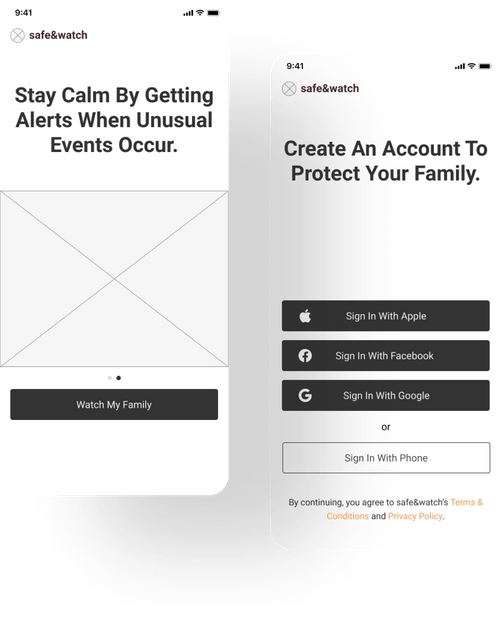 9:41
safe&watch
Stay Calm By Getting
Alerts When Unusual
Events Occur.
Watch My Family
9:41
safe&watch
Create An Account To
Protect Your Family.
Sign In With Apple
Sign In With Facebook
Sign In With Google
or
Sign In With Phone
By continuing, you agree to safe&watch's Terms &
Conditions and Privacy Policy.